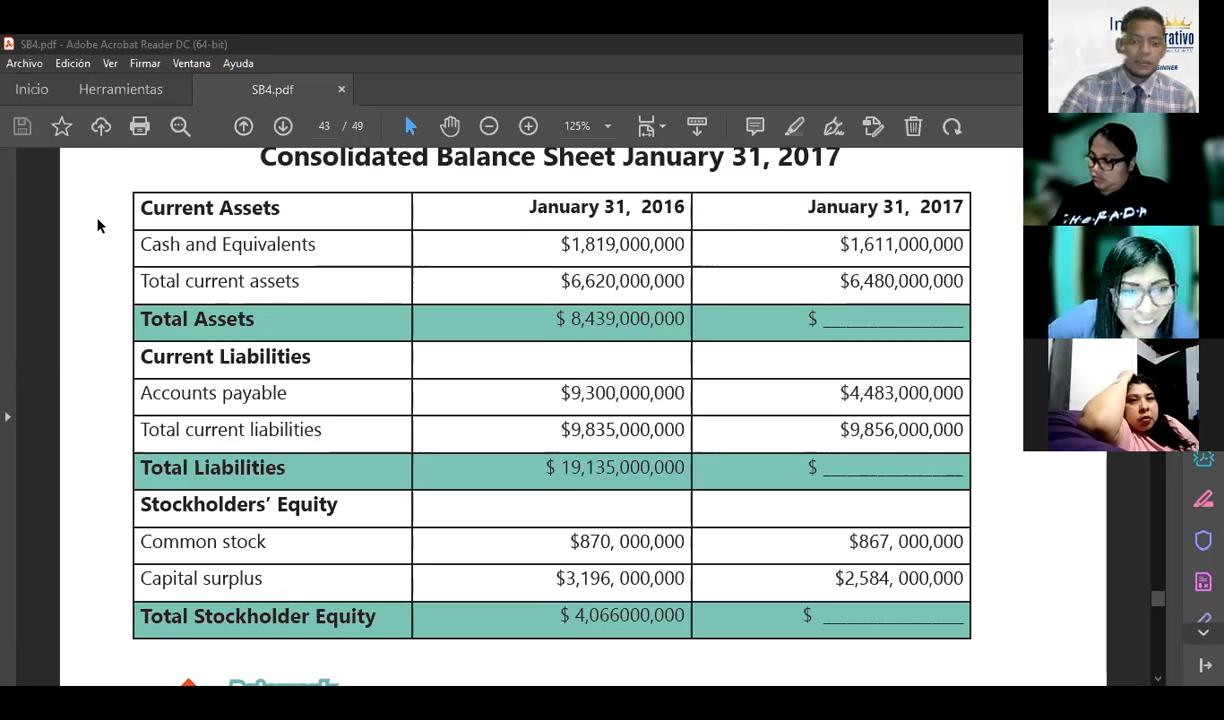 SB4.pdf - Adobe Acrobat Reader DC (64-bit)
Archivo Edición Ver Firmar Ventana Ayuda
Inicio Herramientas SB4.pdf ×
43 / 49 125%
Consolidated Balance Sheet January 31, 2017
Current Assets January 31, 2016 January 31, 2017
Cash and Equivalents $1,819,000,000 $1,611,000,000
Total current assets $6,620,000,000 $6,480,000,000
Total Assets $ 8,439,000,000 $ _______________
Current Liabilities
Accounts payable $9,300,000,000 $4,483,000,000
Total current liabilities $9,835,000,000 $9,856,000,000
Total Liabilities $ 19,135,000,000 $ _______________
Stockholders’ Equity
Common stock $870, 000,000 $867, 000,000
Capital surplus $3,196, 000,000 $2,584, 000,000
Total Stockholder Equity $ 4,066000,000 $ _______________